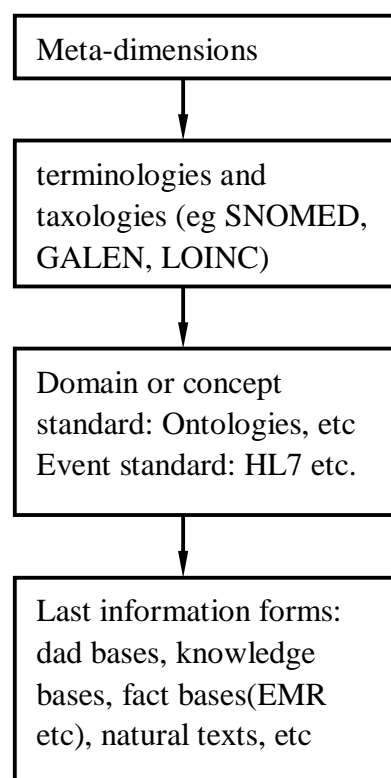 Meta-dimensions
terminologies and
taxologies (eg SNOMED,
GALEN, LOINC)
Domain or concept
standard: Ontologies, etc
Event standard: HL7 etc.
Last information forms:
dad bases, knowledge
bases, fact bases(EMR
etc), natural texts, etc